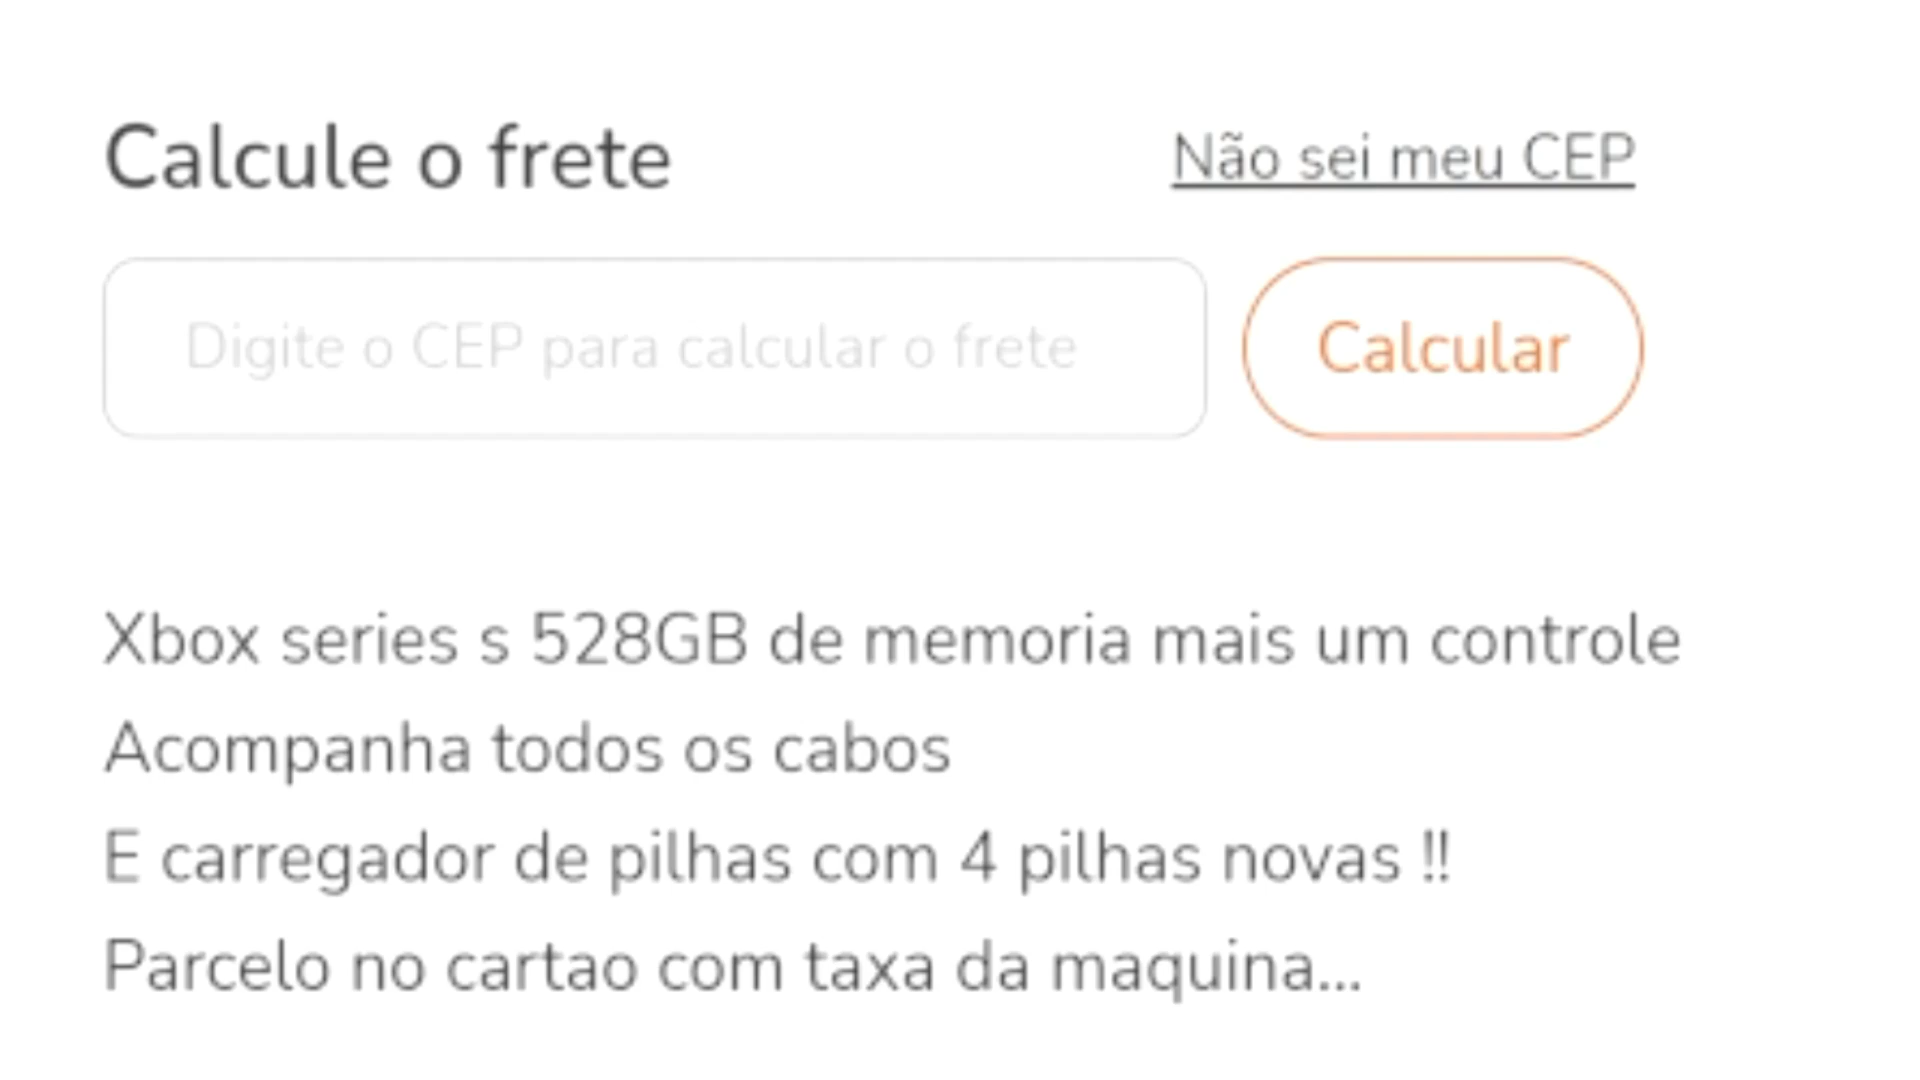 Calcule o frete
Não sei meu CEP
Digite o CEP para calcular o frete
Calcular
Xbox series s 528GB de memoria mais um controle
Acompanha todos os cabos
E carregador de pilhas com 4 pilhas novas !!
Parcelo no cartao com taxa da maquina...